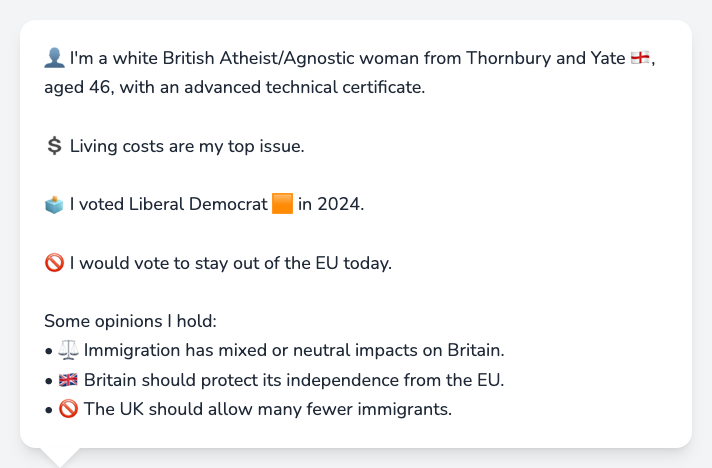 👤 I'm a white British Atheist/Agnostic woman from Thornbury and Yate 🏴󠁧󠁢󠁥󠁮󠁧󠁿,
aged 46, with an advanced technical certificate.
💲 Living costs are my top issue.
🗳️ I voted Liberal Democrat 🟧 in 2024.
🚫 I would vote to stay out of the EU today.
Some opinions I hold:
• ⚖️ Immigration has mixed or neutral impacts on Britain.
• 🇬🇧 Britain should protect its independence from the EU.
• 🚫 The UK should allow many fewer immigrants.